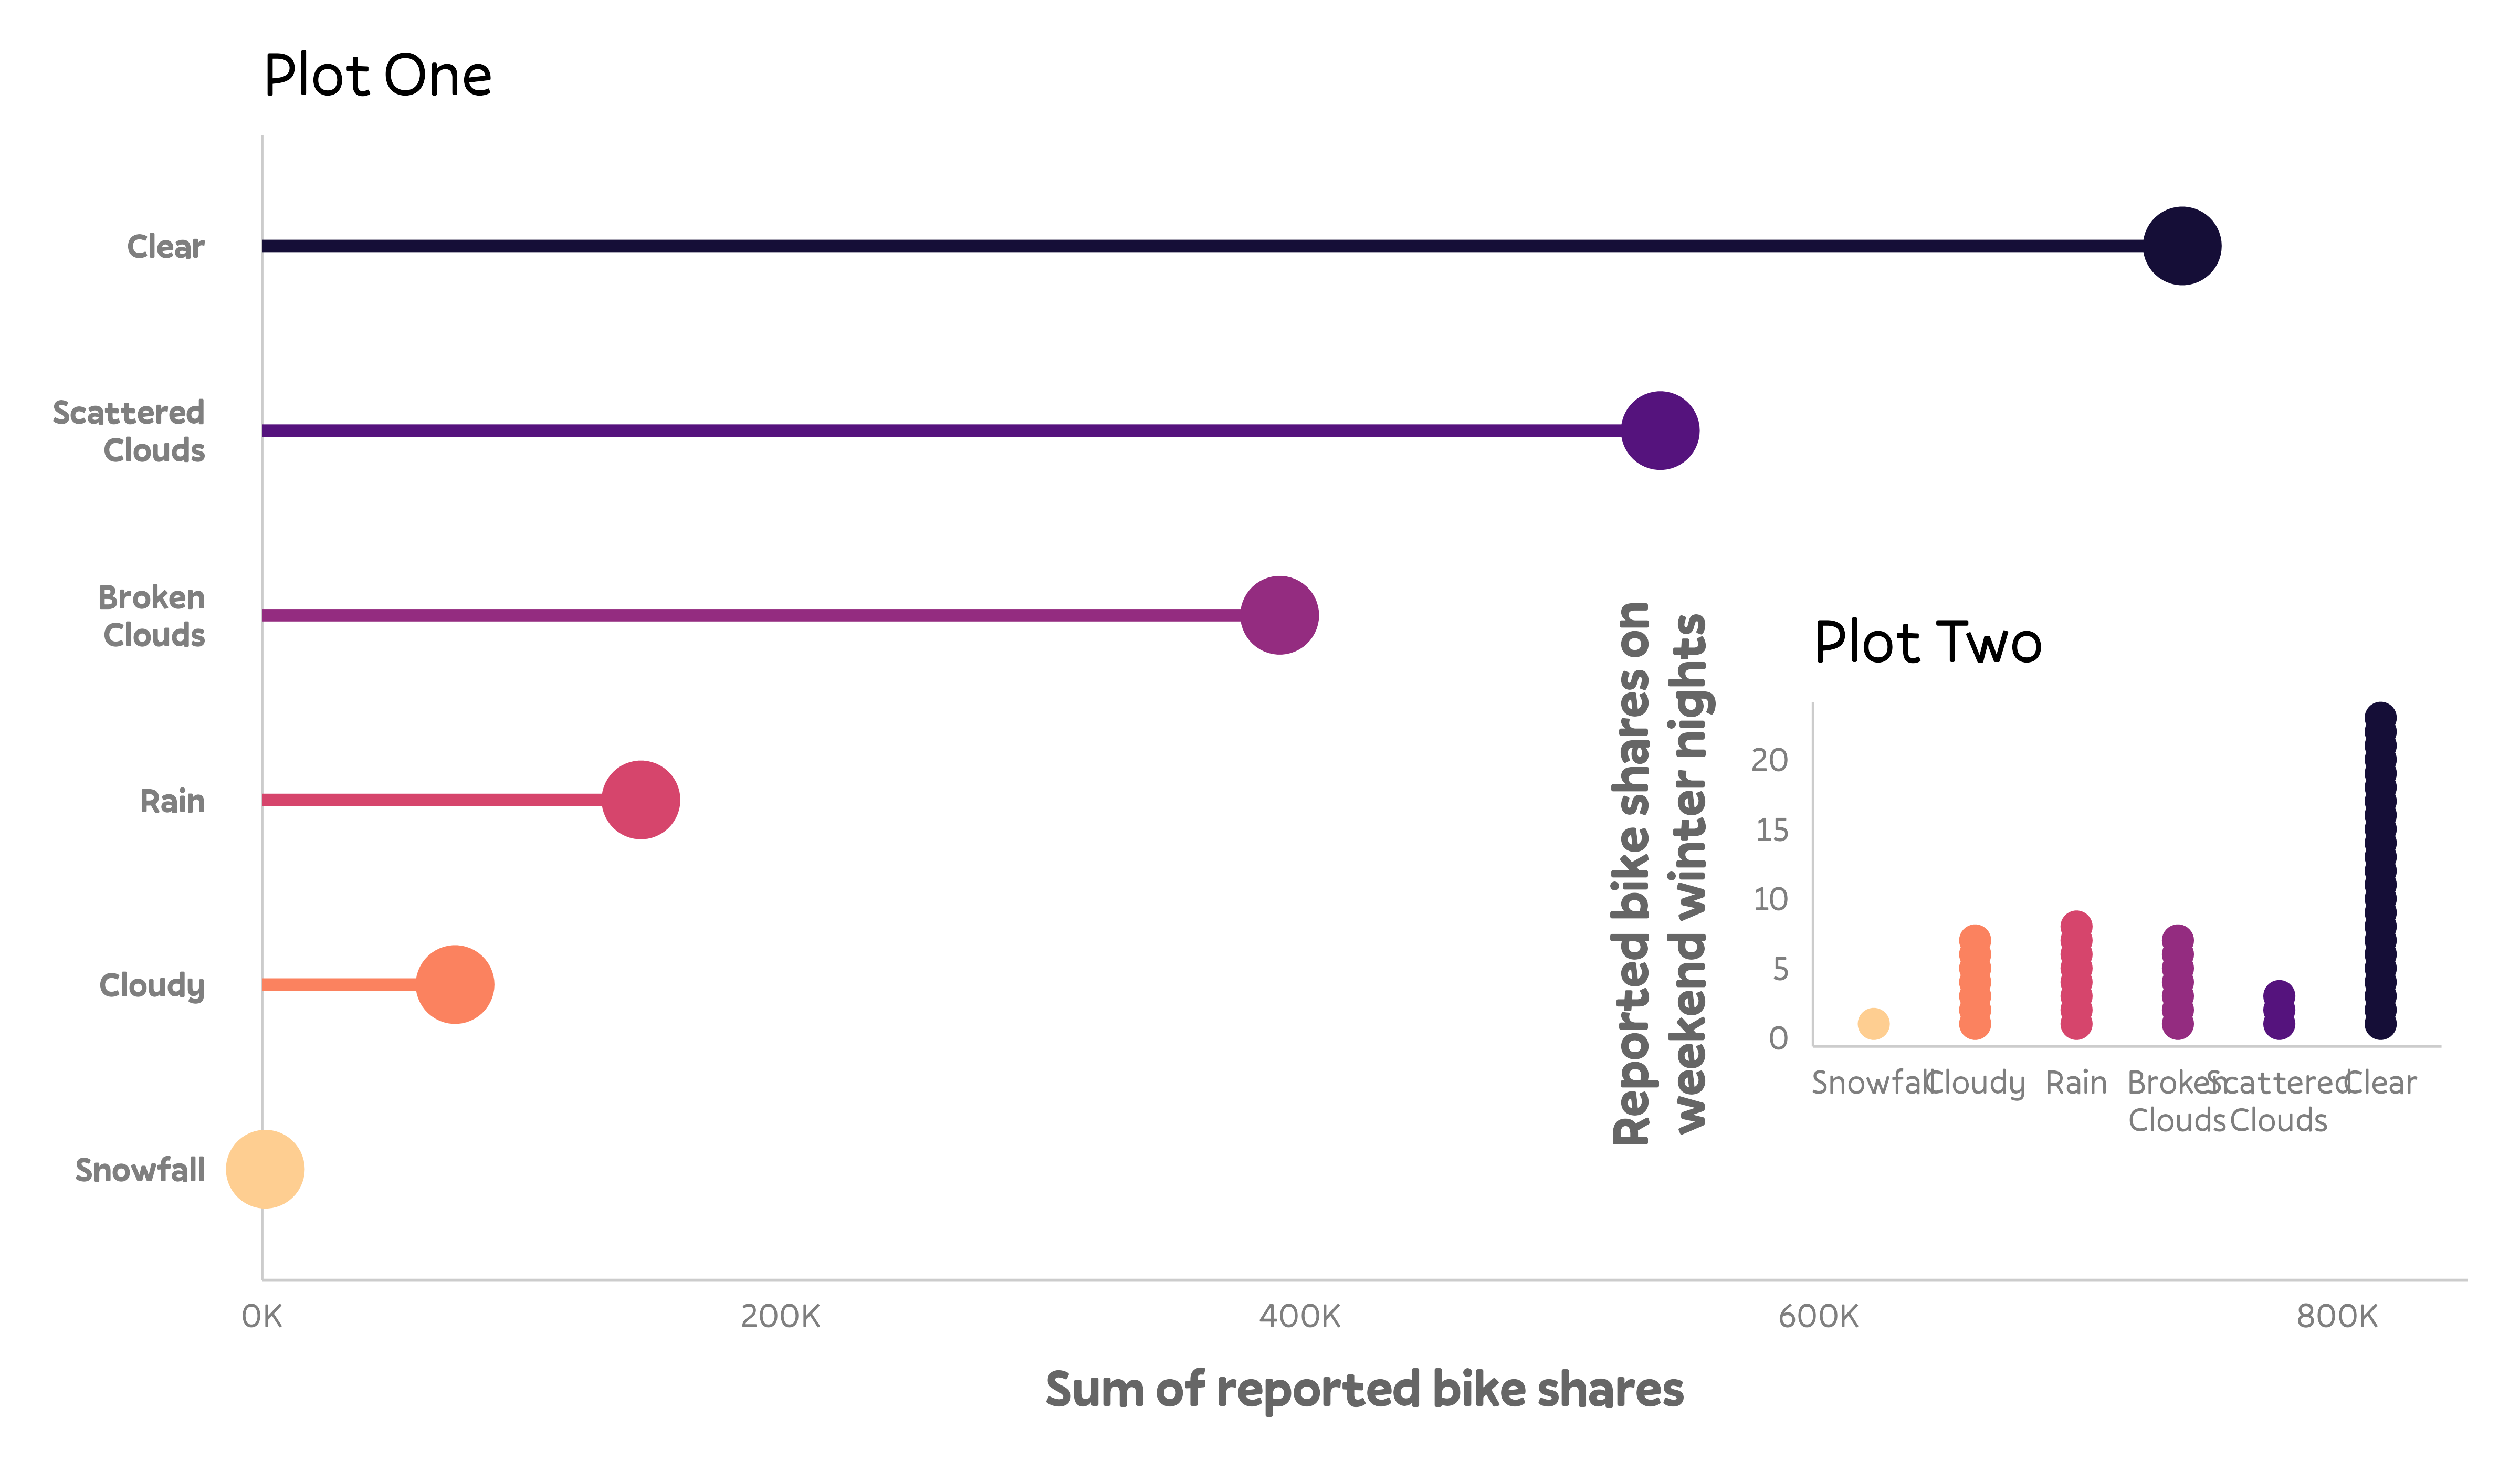 Plot One
Clear
Scattered
Clouds
Broken
Clouds
Rain
Cloudy
Snowfall
0K
200K
400K
600K
800K
Sum of reported bike shares
Plot Two
Reported bike shares on
weekend winter nights
20
15
10
5
0
Snowfall
Cloudy
Rain
Broken
Clouds
Scattered
Clouds
Clear